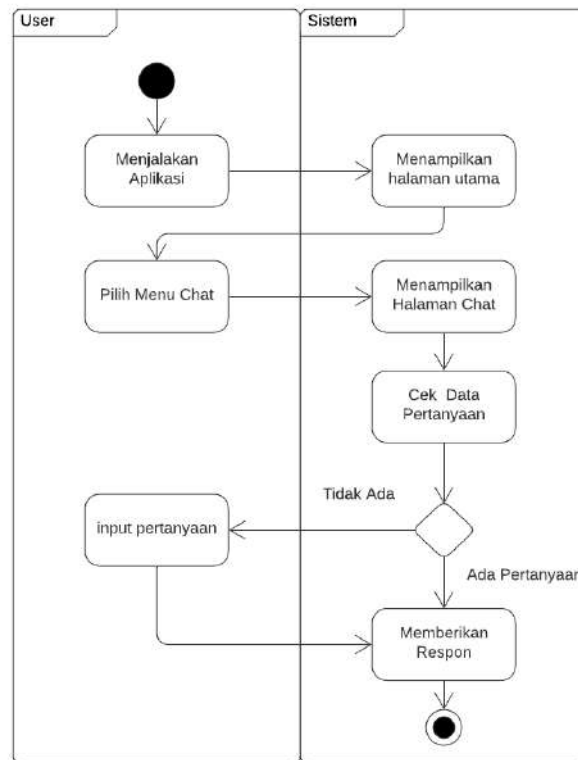 User
Sistem
Menjalakan
Aplikasi
Menampilkan
halaman utama
Pilih Menu Chat
Menampilkan
Halaman Chat
Cek Data
Pertanyaan
Tidak Ada
input pertanyaan
Ada Pertanyaan
Memberikan
Respon